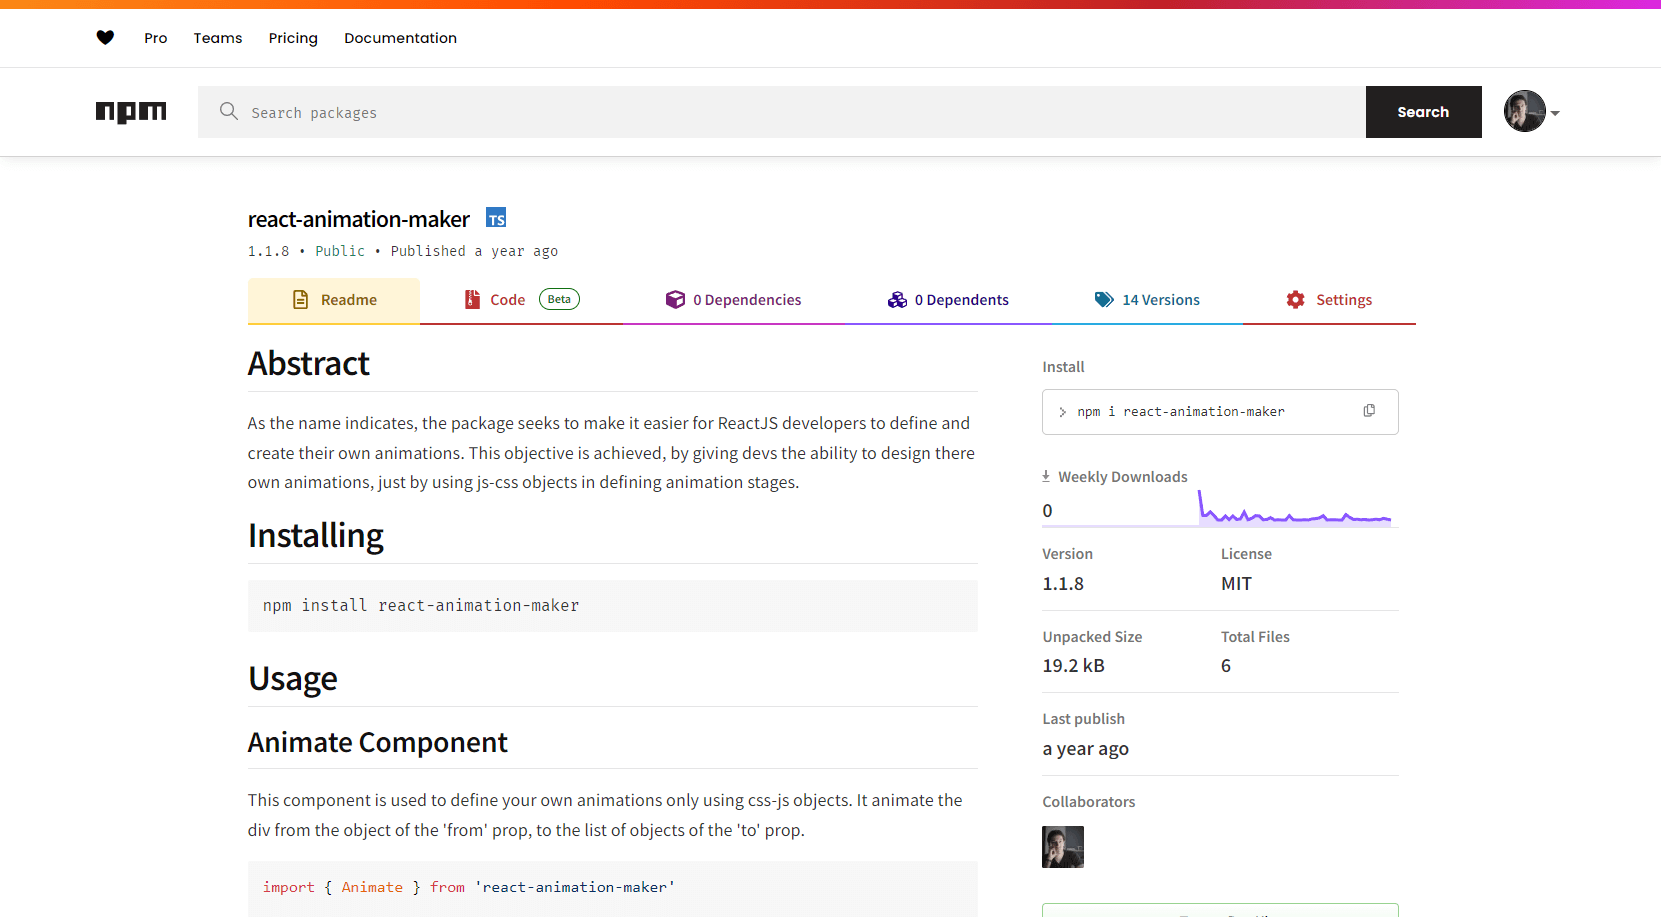 Pro Teams Pricing Documentation
npm Search packages Search
react-animation-maker TS
1.1.8 • Public • Published a year ago
Readme Code Beta 0 Dependencies 0 Dependents 14 Versions Settings
Abstract
As the name indicates, the package seeks to make it easier for ReactJS developers to define and
create their own animations. This objective is achieved, by giving devs the ability to design there
own animations, just by using js-css objects in defining animation stages.
Installing
npm install react-animation-maker
Usage
Animate Component
This component is used to define your own animations only using css-js objects. It animate the
div from the object of the 'from' prop, to the list of objects of the 'to' prop.
import { Animate } from 'react-animation-maker'
Install
> npm i react-animation-maker
Weekly Downloads
0
Version License
1.1.8 MIT
Unpacked Size Total Files
19.2 kB 6
Last publish
a year ago
Collaborators